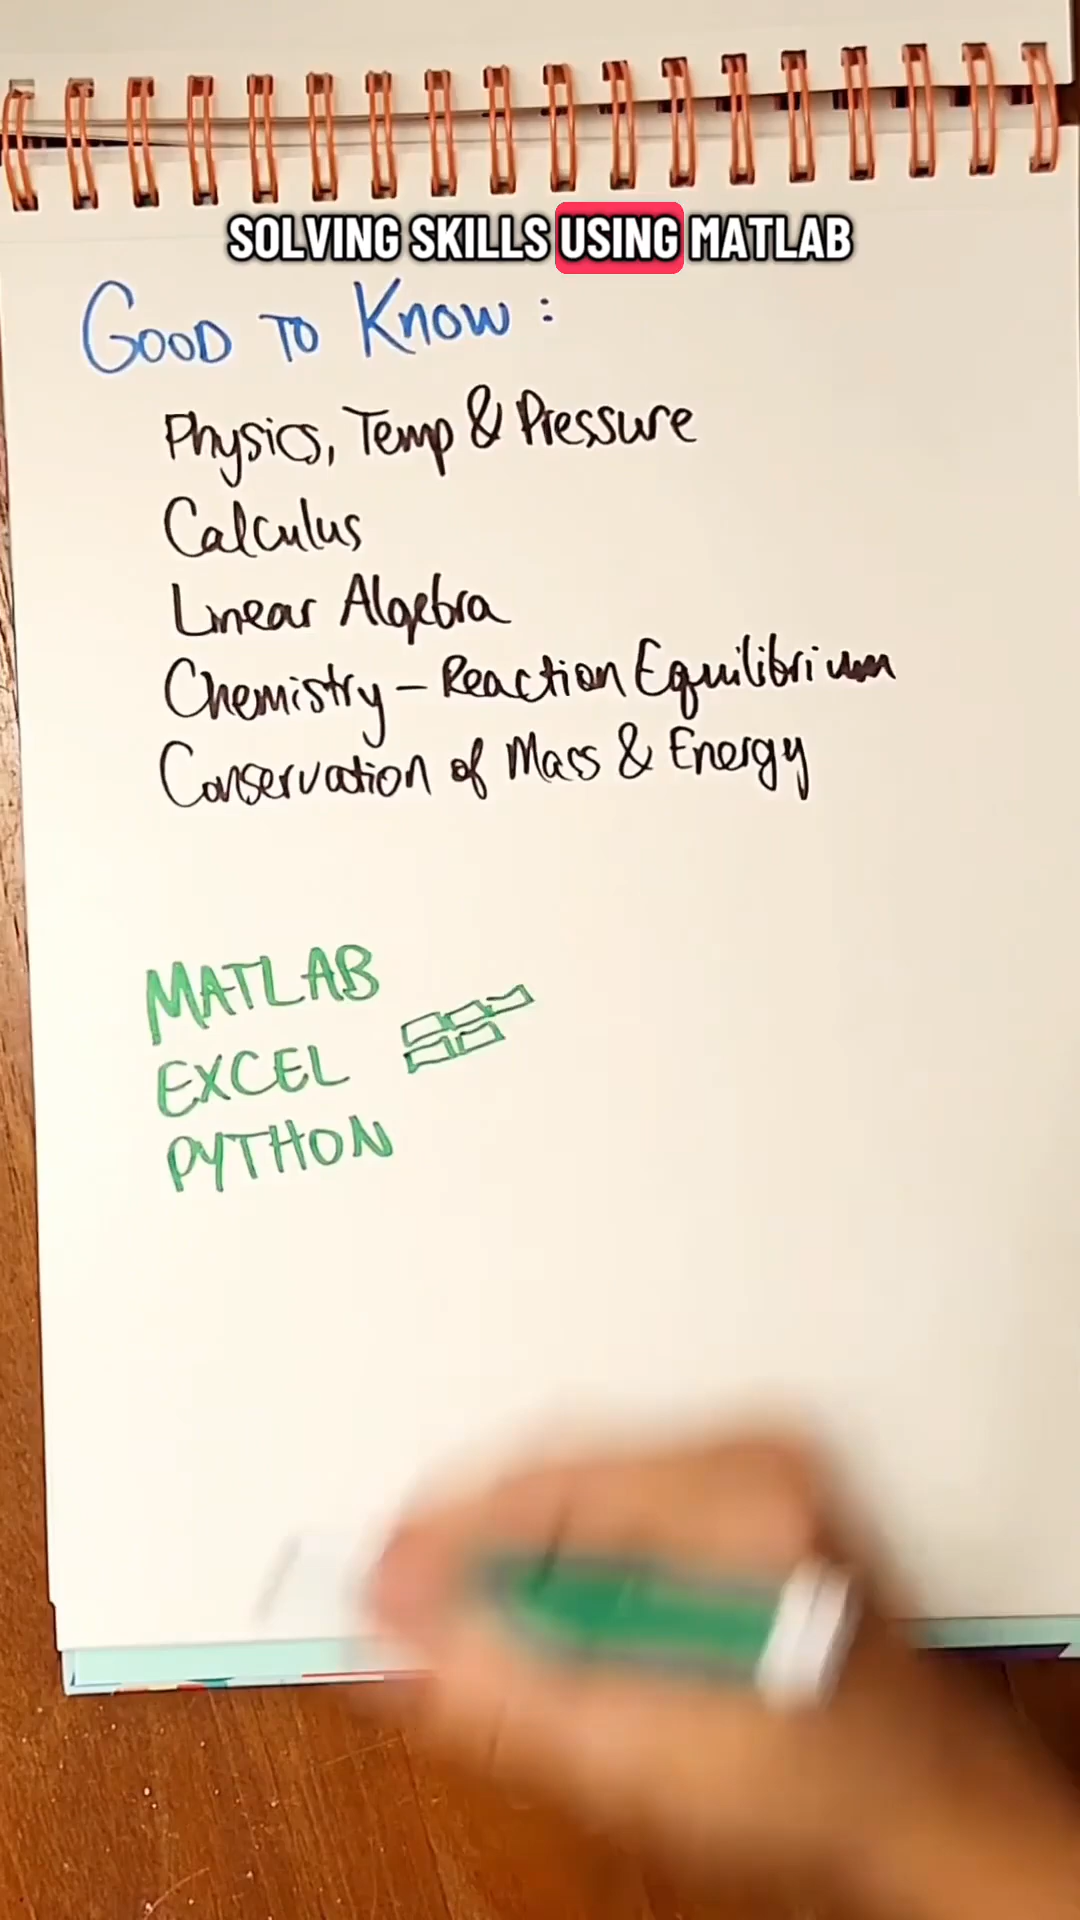 SOLVING SKILLS USING MATLAB
GOOD TO KNOW:
Physics, Temp & Pressure
Calculus
Linear Algebra
Chemistry – Reaction Equilibrium
Conservation of Mass & Energy
MATLAB
EXCEL
PYTHON